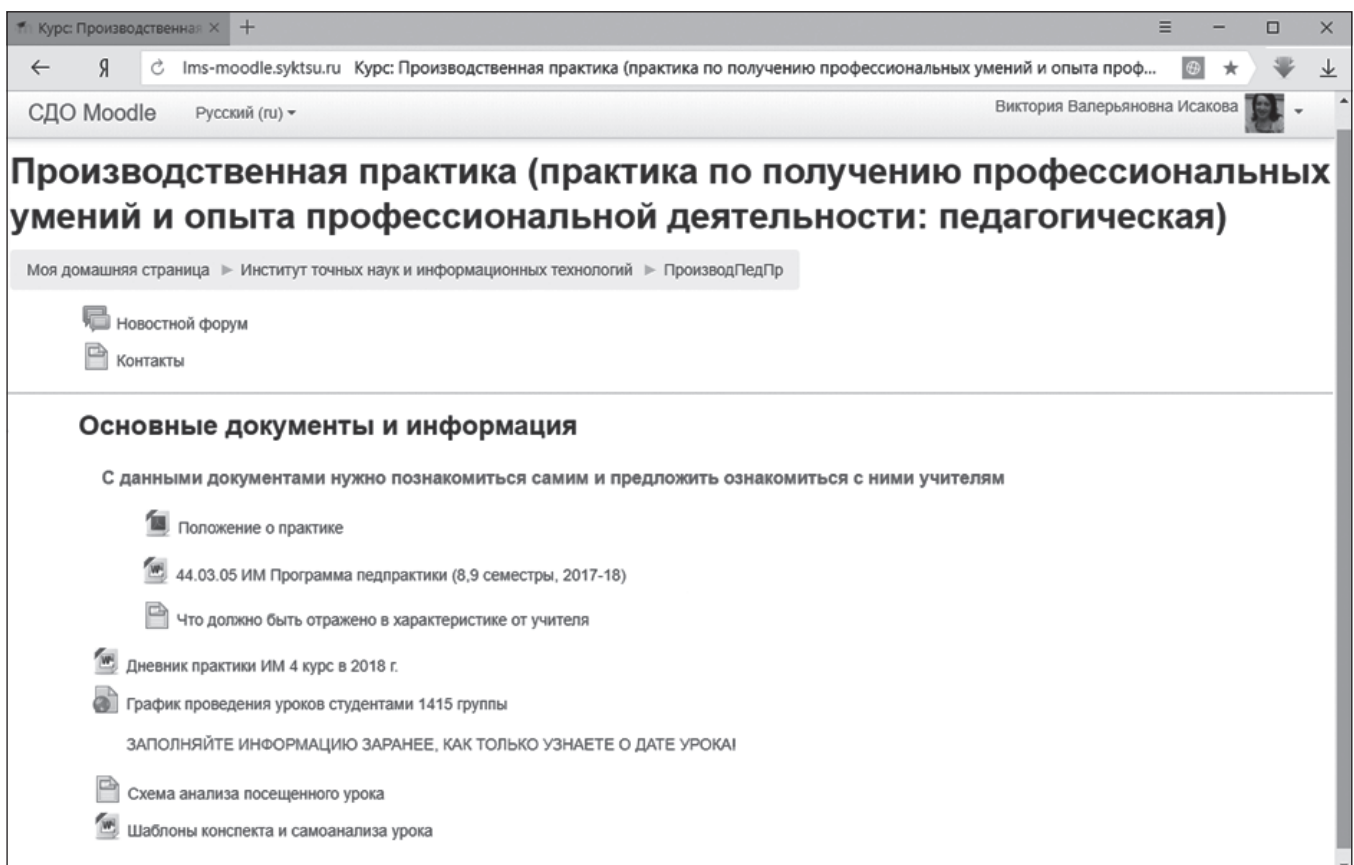 Курс: Производственная
lms-moodle.syktsu.ru Курс: Производственная практика (практика по получению профессиональных умений и опыта проф...
СДО Moodle Русский (ru) Виктория Валерьяновна Исакова
Производственная практика (практика по получению профессиональных
умений и опыта профессиональной деятельности: педагогическая)
Моя домашняя страница ► Институт точных наук и информационных технологий ► ПроизводПедПр
Новостной форум
Контакты
Основные документы и информация
С данными документами нужно познакомиться самим и предложить ознакомиться с ними учителям
Положение о практике
44.03.05 ИМ Программа педпрактики (8,9 семестры, 2017-18)
Что должно быть отражено в характеристике от учителя
Дневник практики ИМ 4 курс в 2018 г.
График проведения уроков студентами 1415 группы
ЗАПОЛНЯЙТЕ ИНФОРМАЦИЮ ЗАРАНЕЕ, КАК ТОЛЬКО УЗНАЕТЕ О ДАТЕ УРОКА!
Схема анализа посещенного урока
Шаблоны конспекта и самоанализа урока